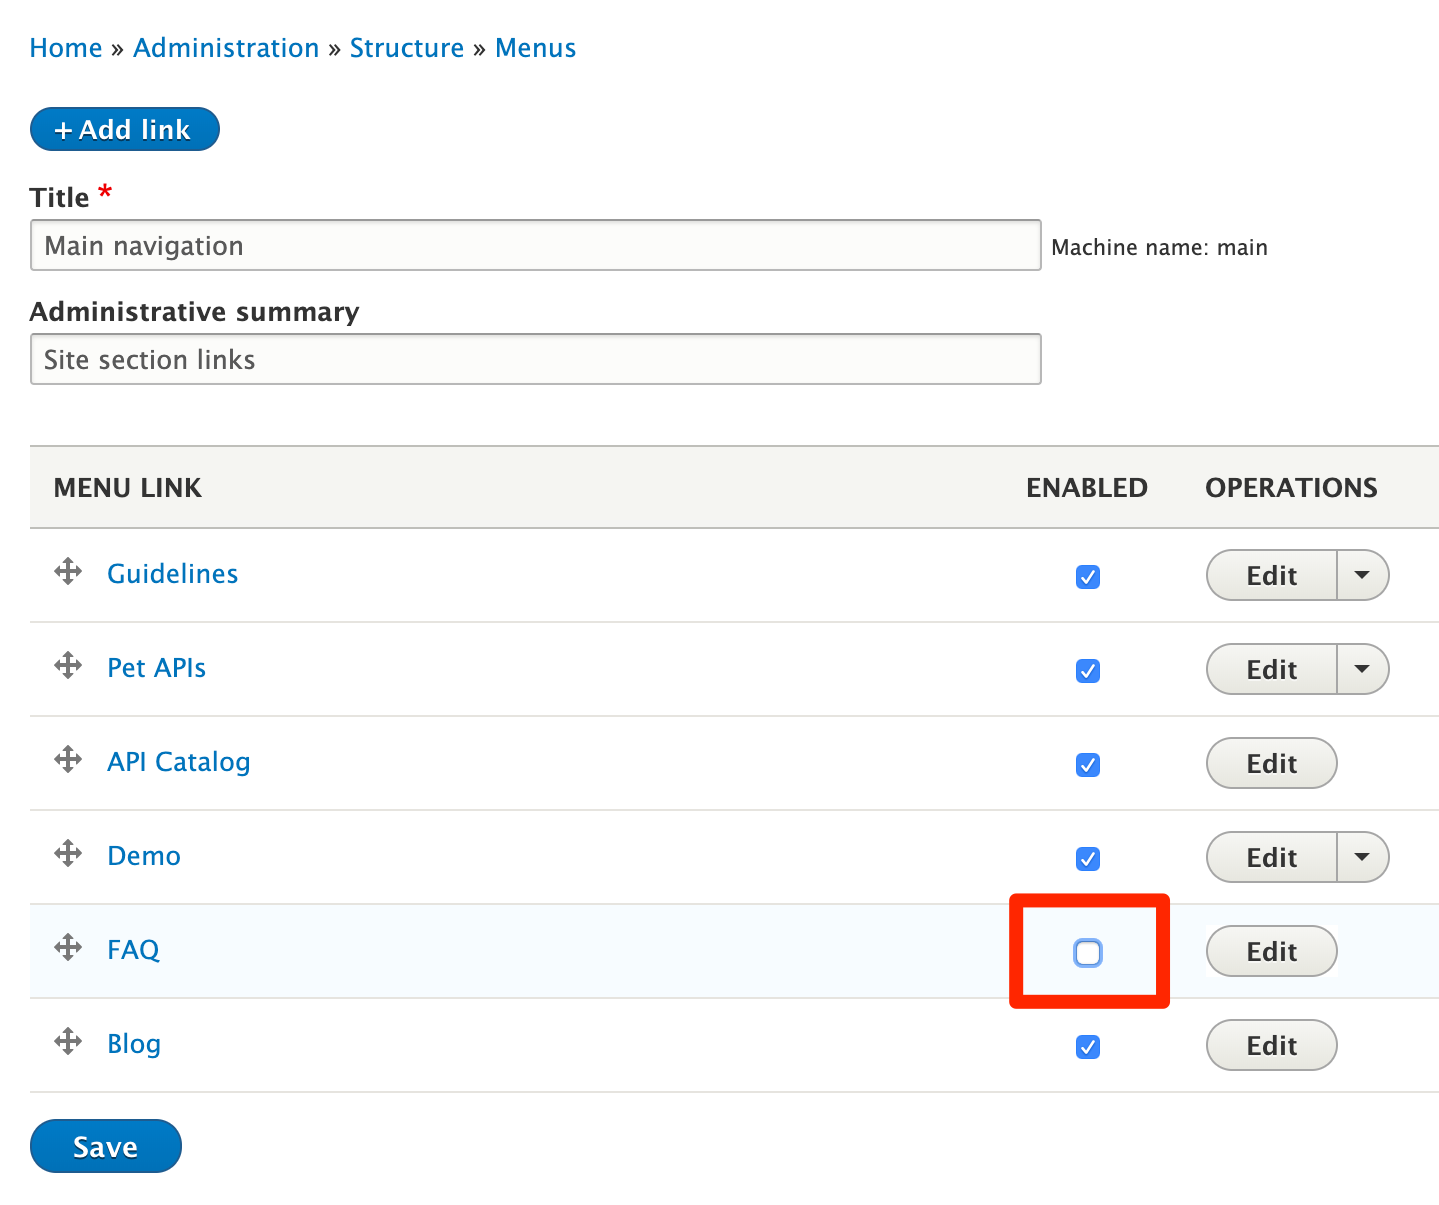 Home » Administration » Structure » Menus
+ Add link
Title *
Main navigation Machine name: main
Administrative summary
Site section links
MENU LINK ENABLED OPERATIONS
Guidelines Edit
Pet APIs Edit
API Catalog Edit
Demo Edit
FAQ Edit
Blog Edit
Save